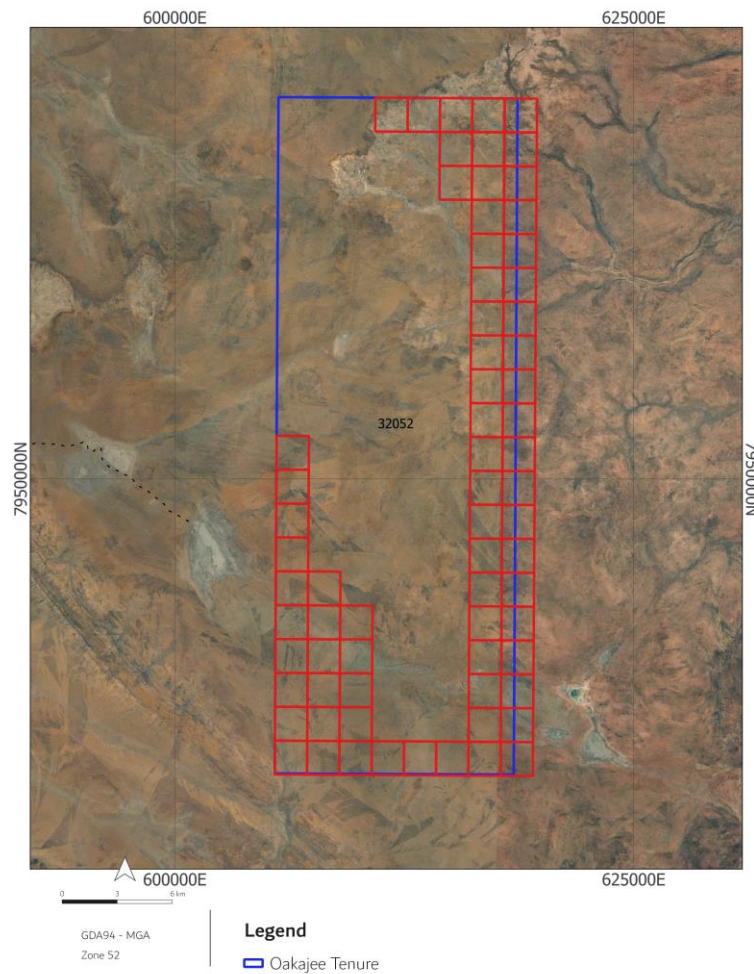 600000E 625000E
32052
7950000N 7950000N
600000E 625000E
0 3 6 km
GDA94 - MGA
Zone 52
Legend
Oakajee Tenure